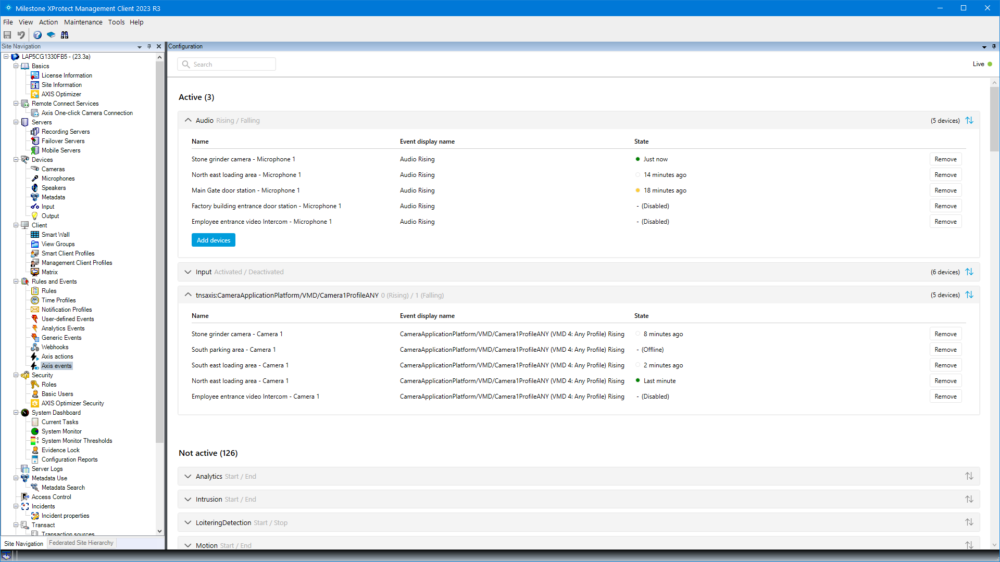 Milestone XProtect Management Client 2023 R3
File View Action Maintenance Tools Help
Site Navigation
LAP5CG1330FB5 - (23.3a)
Basics
License Information
Site Information
AXIS Optimizer
Remote Connect Services
Axis One-click Camera Connection
Servers
Recording Servers
Failover Servers
Mobile Servers
Devices
Cameras
Microphones
Speakers
Metadata
Input
Output
Client
Smart Wall
View Groups
Smart Client Profiles
Management Client Profiles
Matrix
Rules and Events
Rules
Time Profiles
Notification Profiles
User-defined Events
Analytics Events
Generic Events
Webhooks
Axis actions
Axis events
Security
Roles
Basic Users
AXIS Optimizer Security
System Dashboard
Current Tasks
System Monitor
System Monitor Thresholds
Evidence Lock
Configuration Reports
Server Logs
Metadata Use
Metadata Search
Access Control
Incidents
Incident properties
Transact
Transaction sources
Site Navigation Federated Site Hierarchy
Configuration
Search
Live
Active (3)
Audio Rising / Falling (5 devices)
Name Event display name State
Stone grinder camera - Microphone 1 Audio Rising Just now Remove
North east loading area - Microphone 1 Audio Rising 14 minutes ago Remove
Main Gate door station - Microphone 1 Audio Rising 18 minutes ago Remove
Factory building entrance door station - Microphone 1 Audio Rising - (Disabled) Remove
Employee entrance video Intercom - Microphone 1 Audio Rising - (Disabled) Remove
Add devices
Input Activated / Deactivated (6 devices)
tnsaxis:CameraApplicationPlatform/VMD/Camera1ProfileANY 0 (Rising) / 1 (Falling) (5 devices)
Name Event display name State
Stone grinder camera - Camera 1 CameraApplicationPlatform/VMD/Camera1ProfileANY (VMD 4: Any Profile) Rising 8 minutes ago Remove
South parking area - Camera 1 CameraApplicationPlatform/VMD/Camera1ProfileANY (VMD 4: Any Profile) Rising - (Offline) Remove
South east loading area - Camera 1 CameraApplicationPlatform/VMD/Camera1ProfileANY (VMD 4: Any Profile) Rising 2 minutes ago Remove
North east loading area - Camera 1 CameraApplicationPlatform/VMD/Camera1ProfileANY (VMD 4: Any Profile) Rising Last minute Remove
Employee entrance video Intercom - Camera 1 CameraApplicationPlatform/VMD/Camera1ProfileANY (VMD 4: Any Profile) Rising - (Disabled) Remove
Not active (126)
Analytics Start / End
Intrusion Start / End
LoiteringDetection Start / Stop
Motion Start / End